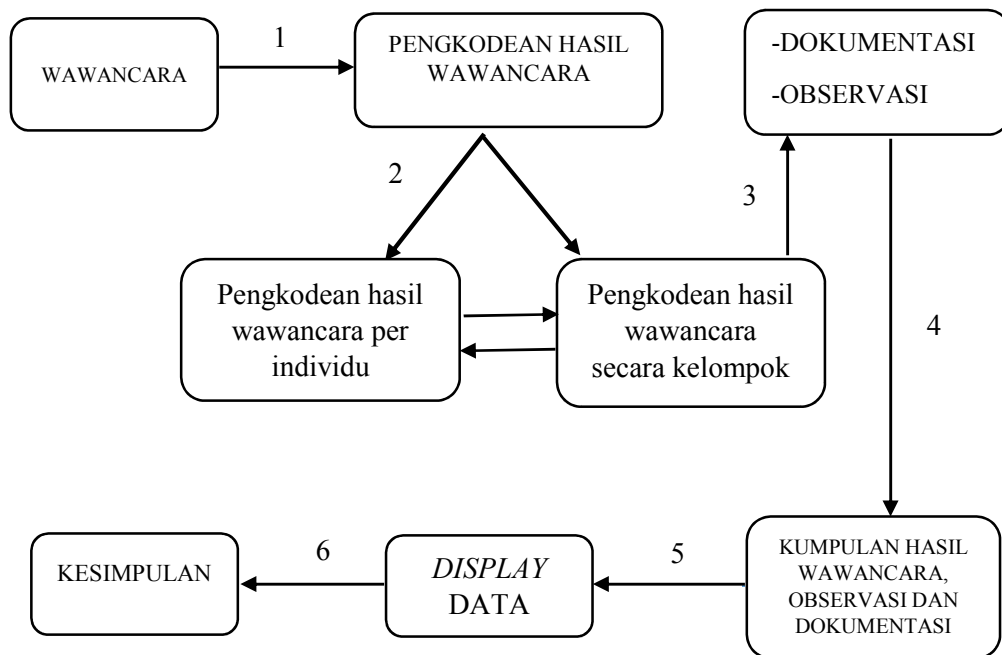 WAWANCARA
1
PENGKODEAN HASIL
WAWANCARA
2
Pengkodean hasil
wawancara per
individu
Pengkodean hasil
wawancara
secara kelompok
3
-DOKUMENTASI
-OBSERVASI
4
KUMPULAN HASIL
WAWANCARA,
OBSERVASI DAN
DOKUMENTASI
5
DISPLAY
DATA
6
KESIMPULAN